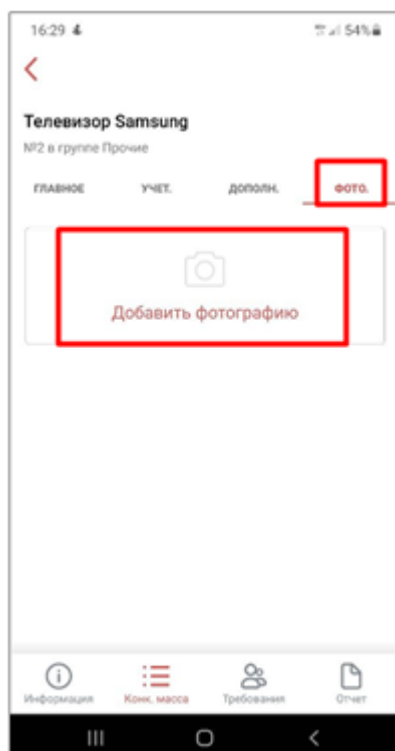 16:29 54%
Телевизор Samsung
№2 в группе Прочие
ГЛАВНОЕ УЧЕТ. ДОПОЛН. ФОТО.
Добавить фотографию
Информация Конк. масса Требования Отчет